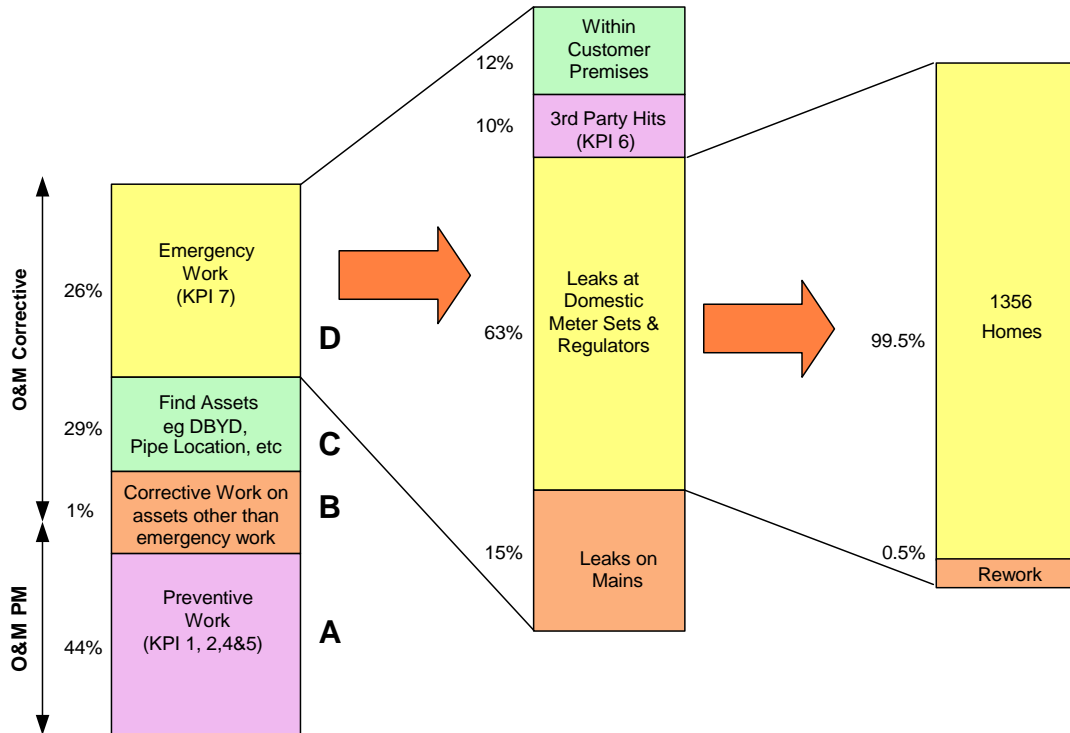 O&M Corrective
O&M PM
26%
29%
1%
44%
Emergency
Work
(KPI 7)
Find Assets
eg DBYD,
Pipe Location, etc
Corrective Work on
assets other than
emergency work
Preventive
Work
(KPI 1, 2,4&5)
D
C
B
A
12%
10%
63%
15%
Within
Customer
Premises
3rd Party Hits
(KPI 6)
Leaks at
Domestic
Meter Sets &
Regulators
Leaks on
Mains
99.5%
0.5%
1356
Homes
Rework